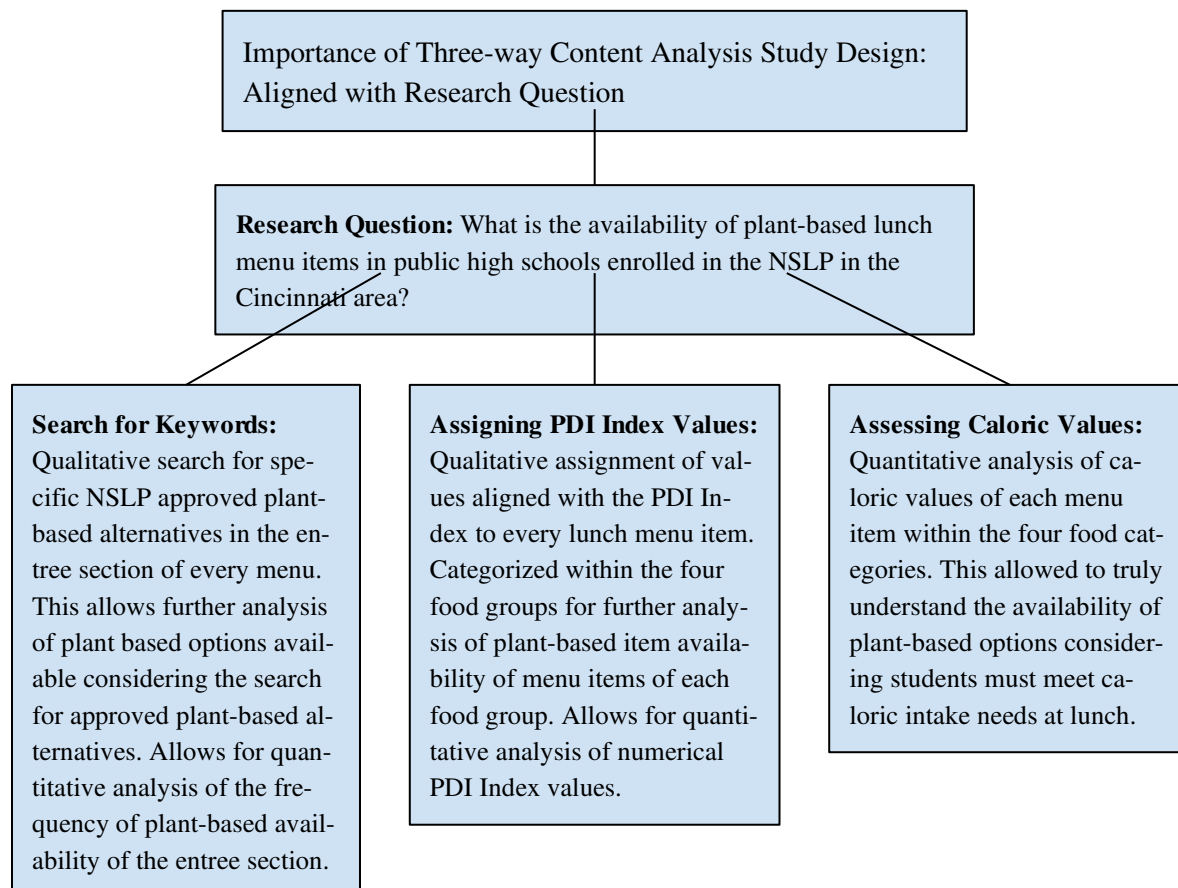 Importance of Three-way Content Analysis Study Design:
Aligned with Research Question
Research Question: What is the availability of plant-based lunch
menu items in public high schools enrolled in the NSLP in the
Cincinnati area?
Search for Keywords:
Qualitative search for spe-
cific NSLP approved plant-
based alternatives in the en-
tree section of every menu.
This allows further analysis
of plant based options avail-
able considering the search
for approved plant-based al-
ternatives. Allows for quan-
titative analysis of the fre-
quency of plant-based avail-
ability of the entree section.
Assigning PDI Index Values:
Qualitative assignment of val-
ues aligned with the PDI In-
dex to every lunch menu item.
Categorized within the four
food groups for further analy-
sis of plant-based item availa-
bility of menu items of each
food group. Allows for quanti-
tative analysis of numerical
PDI Index values.
Assessing Caloric Values:
Quantitative analysis of ca-
loric values of each menu
item within the four food cat-
egories. This allowed to truly
understand the availability of
plant-based options consider-
ing students must meet ca-
loric intake needs at lunch.